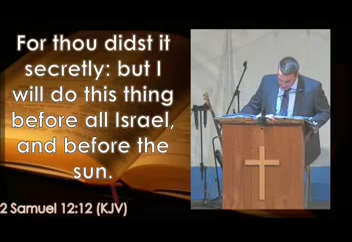 For thou didst it
secretly: but I
will do this thing
before all Israel,
and before the
sun.
2 Samuel 12:12 (KJV)